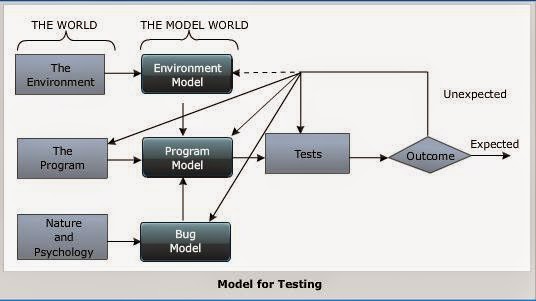 THE WORLD
THE MODEL WORLD
The
Environment
Environment
Model
Unexpected
The
Program
Program
Model
Tests
Outcome
Expected
Nature
and
Psychology
Bug
Model
Model for Testing